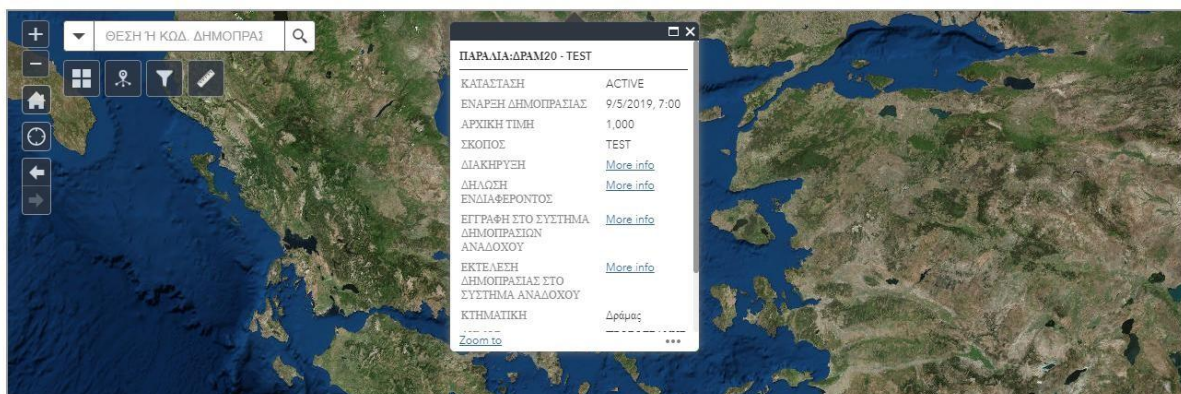 ΘΕΣΗ Ή ΚΩΔ. ΔΗΜΟΠΡΑΣ
ΠΑΡΑΛΙΑ:ΔΡΑΜ20 - TEST
ΚΑΤΑΣΤΑΣΗ ACTIVE
ΕΝΑΡΞΗ ΔΗΜΟΠΡΑΣΙΑΣ 9/5/2019, 7:00
ΑΡΧΙΚΗ ΤΙΜΗ 1,000
ΣΚΟΠΟΣ TEST
ΔΙΑΚΗΡΥΞΗ More info
ΔΗΛΩΣΗ More info
ΕΝΔΙΑΦΕΡΟΝΤΟΣ
ΕΓΓΡΑΦΗ ΣΤΟ ΣΥΣΤΗΜΑ More info
ΔΗΜΟΠΡΑΣΙΩΝ
ΑΝΑΔΟΧΟΥ
ΕΚΤΕΛΕΣΗ More info
ΔΗΜΟΠΡΑΣΙΑΣ ΣΤΟ
ΣΥΣΤΗΜΑ ΑΝΑΔΟΧΟΥ
ΚΤΗΜΑΤΙΚΗ Δράμας
Zoom to